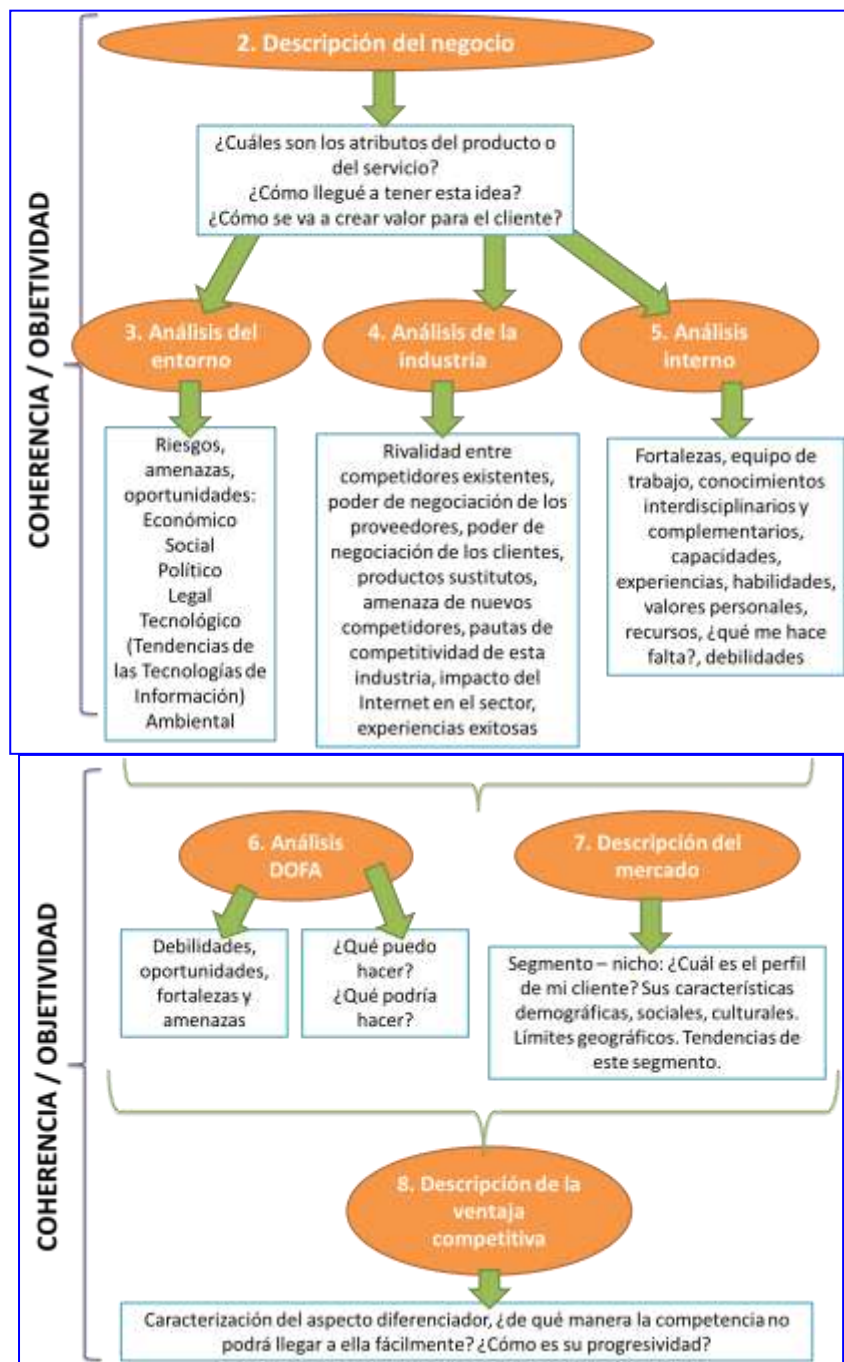 COHERENCIA / OBJETIVIDAD
2. Descripción del negocio
¿Cuáles son los atributos del producto o
del servicio?
¿Cómo llegué a tener esta idea?
¿Cómo se va a crear valor para el cliente?
3. Análisis del
entorno
4. Análisis de la
industria
5. Análisis
interno
Riesgos,
amenazas,
oportunidades:
Económico
Social
Político
Legal
Tecnológico
(Tendencias de
las Tecnologías de
Información)
Ambiental
Rivalidad entre
competidores existentes,
poder de negociación de los
proveedores, poder de
negociación de los clientes,
productos sustitutos,
amenaza de nuevos
competidores, pautas de
competitividad de esta
industria, impacto del
Internet en el sector,
experiencias exitosas
Fortalezas, equipo de
trabajo, conocimientos
interdisciplinarios y
complementarios,
capacidades,
experiencias, habilidades,
valores personales,
recursos, ¿qué me hace
falta?, debilidades
COHERENCIA / OBJETIVIDAD
6. Análisis
DOFA
7. Descripción del
mercado
Debilidades,
oportunidades,
fortalezas y
amenazas
¿Qué puedo
hacer?
¿Qué podría
hacer?
Segmento – nicho: ¿Cuál es el perfil
de mi cliente? Sus características
demográficas, sociales, culturales.
Límites geográficos. Tendencias de
este segmento.
8. Descripción de la
ventaja
competitiva
Caracterización del aspecto diferenciador, ¿de qué manera la competencia no
podrá llegar a ella fácilmente? ¿Cómo es su progresividad?